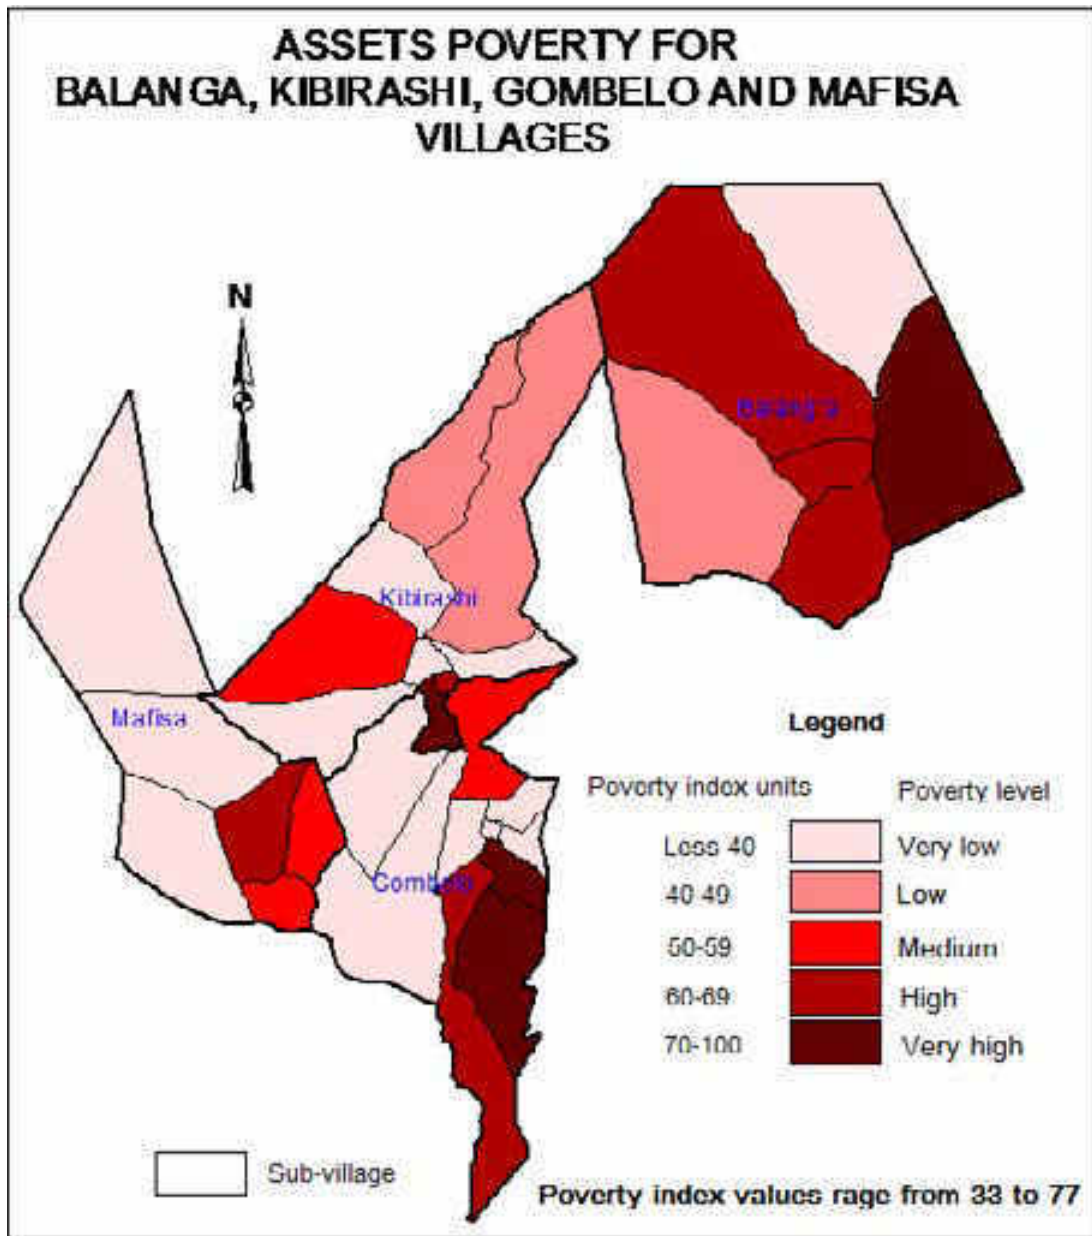 ASSETS POVERTY FOR
BALANGA, KIBIRASHI, GOMBELO AND MAFISA
VILLAGES
N
Balanga
Kibirashi
Mafisa
Gombelo
Legend
Poverty index units Poverty level
Less 40 Very low
40-49 Low
50-59 Medium
60-69 High
70-100 Very high
Sub-village
Poverty index values rage from 33 to 77